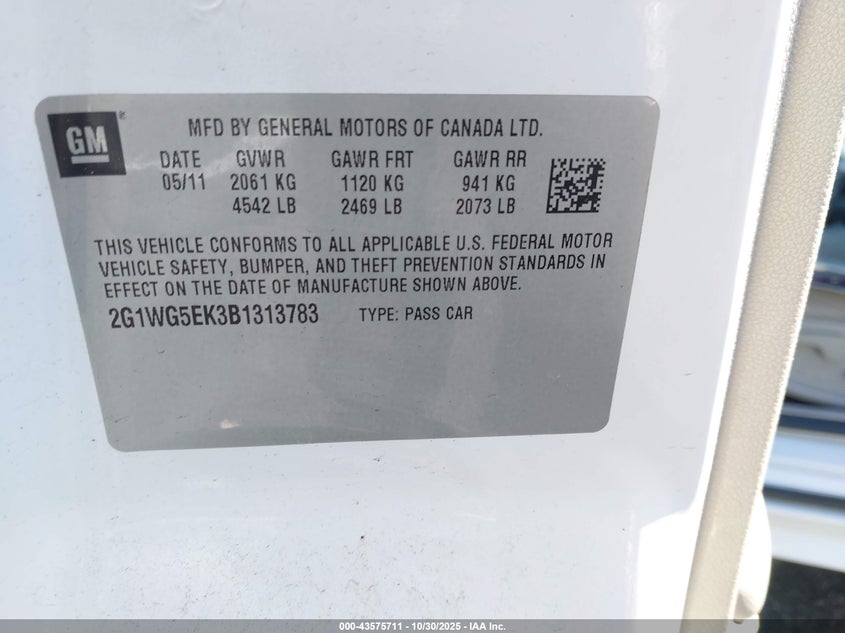 GM®
MFD BY GENERAL MOTORS OF CANADA LTD.
DATE GVWR GAWR FRT GAWR RR
05/11 2061 KG 1120 KG 941 KG
4542 LB 2469 LB 2073 LB
THIS VEHICLE CONFORMS TO ALL APPLICABLE U.S. FEDERAL MOTOR
VEHICLE SAFETY, BUMPER, AND THEFT PREVENTION STANDARDS IN
EFFECT ON THE DATE OF MANUFACTURE SHOWN ABOVE.
2G1WG5EK3B1313783 TYPE: PASS CAR
000-43575711 - 10/30/2025 - IAA Inc.